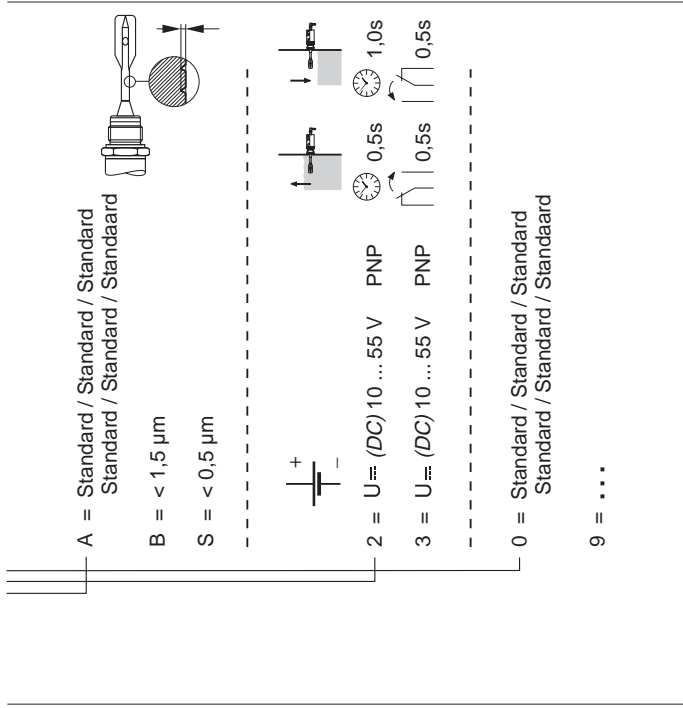 A = Standard / Standard / Standard
Standard / Standard / Standaard
B = < 1,5 µm
S = < 0,5 µm
+
–
2 = U (DC) 10 ... 55 V PNP 0,5s 1,0s
3 = U (DC) 10 ... 55 V PNP 0,5s 0,5s
0 = Standard / Standard / Standard
Standard / Standard / Standaard
9 = ...